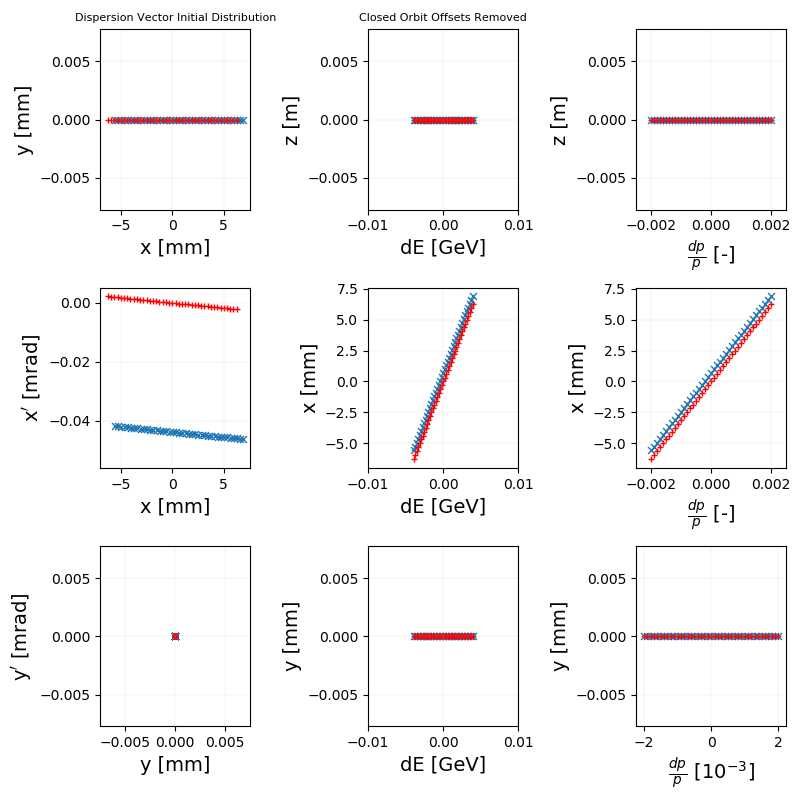 Dispersion Vector Initial Distribution
Closed Orbit Offsets Removed
y [mm]
0.005
0.000
−0.005
−5 0 5
x [mm]
z [m]
0.005
0.000
−0.005
−0.01 0.00 0.01
dE [GeV]
z [m]
0.005
0.000
−0.005
−0.002 0.000 0.002
dp/p [-]
x′ [mrad]
0.00
−0.02
−0.04
−5 0 5
x [mm]
x [mm]
7.5
5.0
2.5
0.0
−2.5
−5.0
−0.01 0.00 0.01
dE [GeV]
x [mm]
7.5
5.0
2.5
0.0
−2.5
−5.0
−0.002 0.000 0.002
dp/p [-]
y′ [mrad]
0.005
0.000
−0.005
−0.005 0.000 0.005
y [mm]
y [mm]
0.005
0.000
−0.005
−0.01 0.00 0.01
dE [GeV]
y [mm]
0.005
0.000
−0.005
−2 0 2
dp/p [10⁻³]